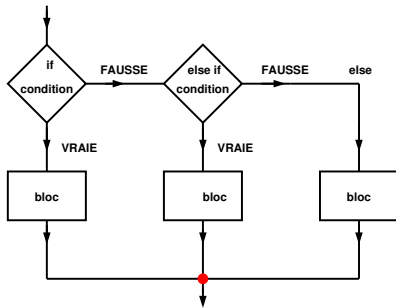 if
condition
FAUSSE
else if
condition
FAUSSE
else
VRAIE
VRAIE
bloc
bloc
bloc